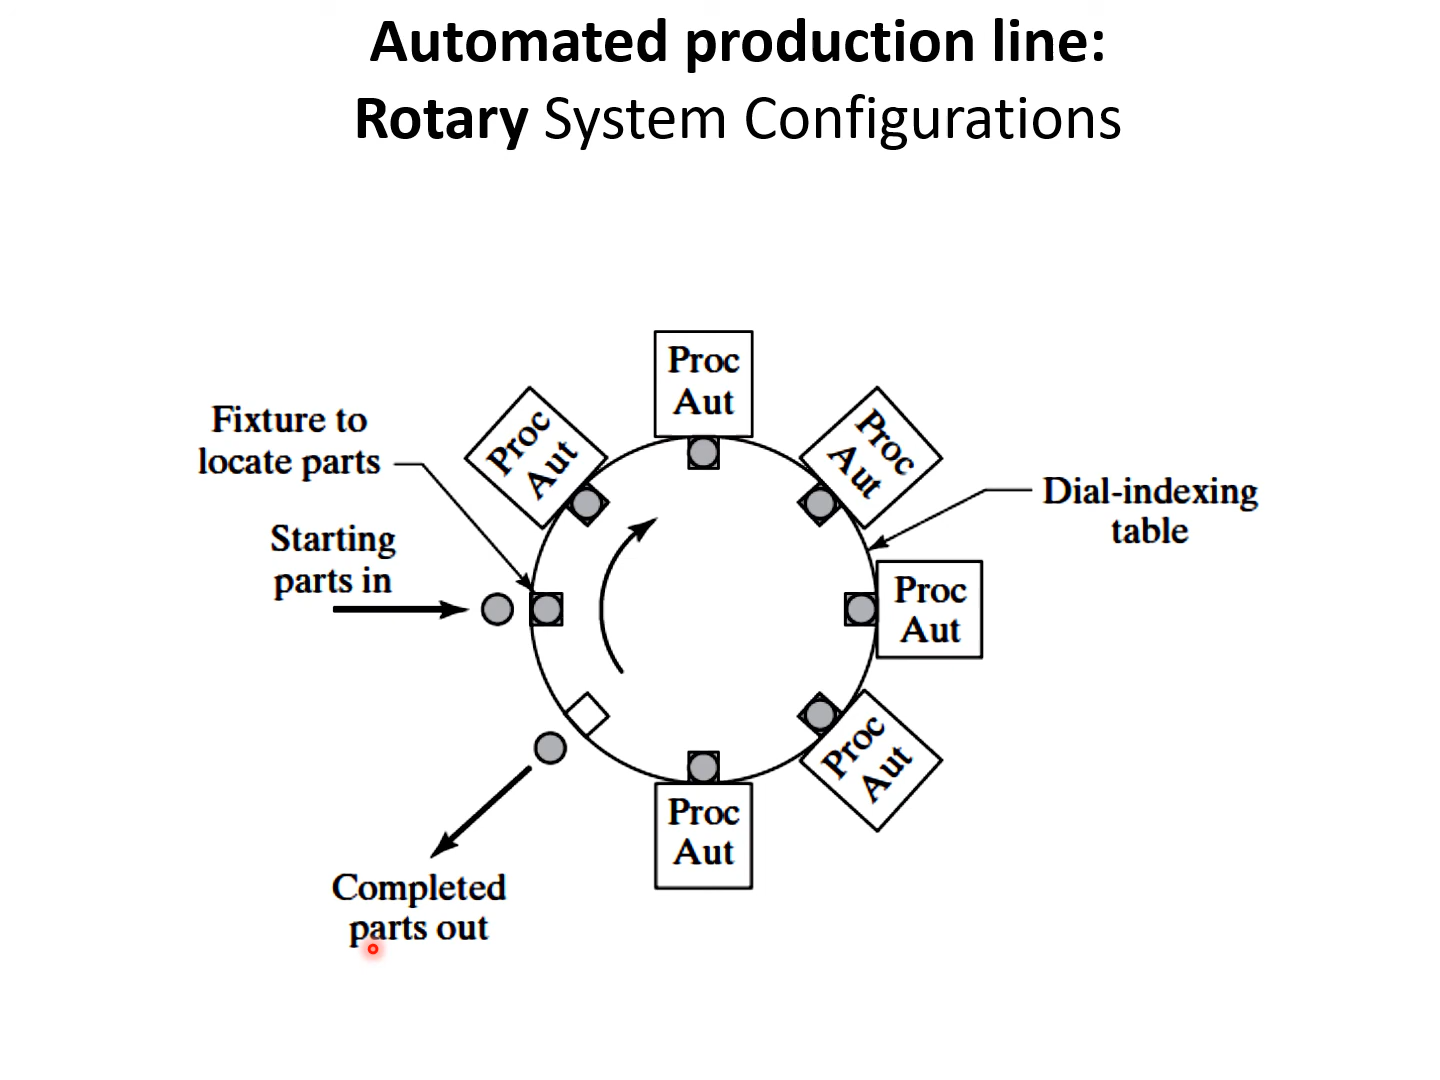 Automated production line:
Rotary System Configurations
Proc
Aut
Proc
Aut
Proc
Aut
Fixture to
locate parts
Dial-indexing
table
Starting
parts in
Proc
Aut
Proc
Aut
Proc
Aut
Completed
parts out